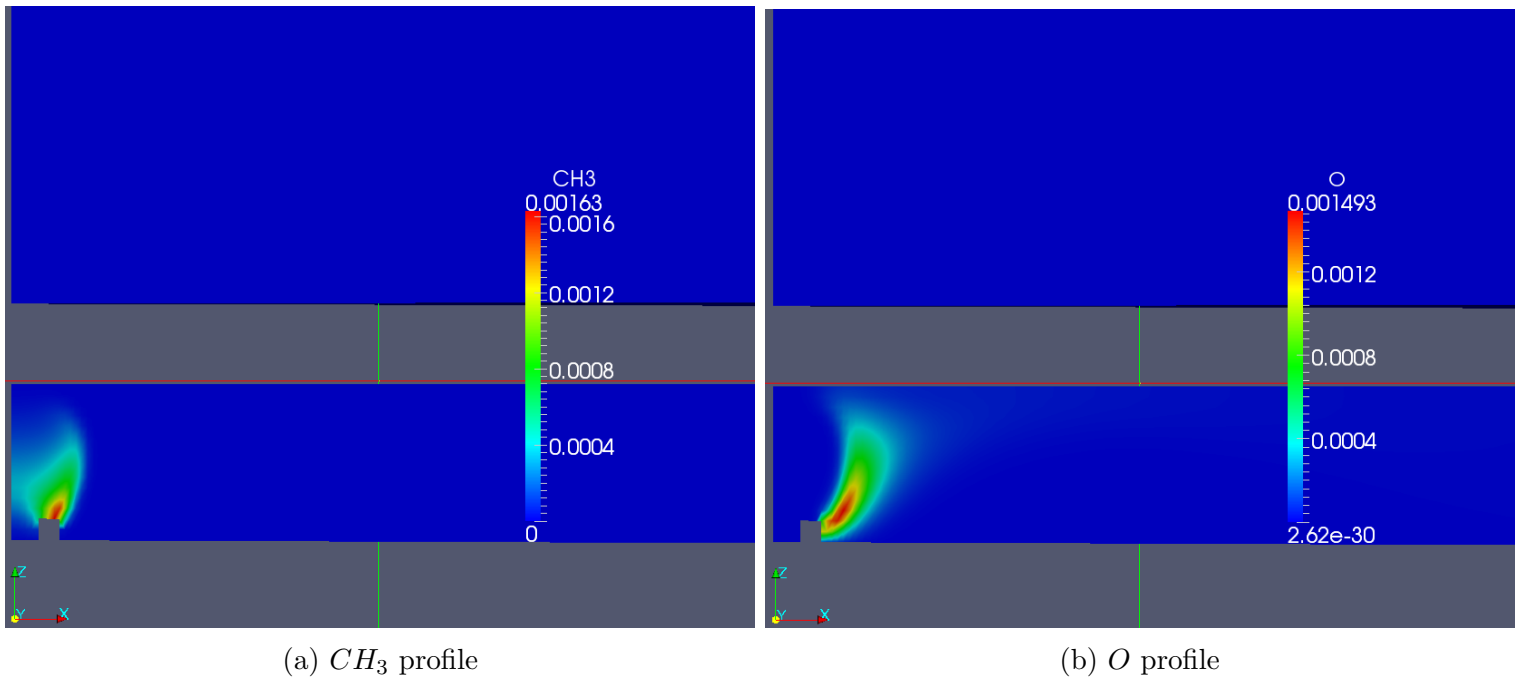 CH3
0.00163
0.0016
0.0012
0.0008
0.0004
0
Z
Y
X
O
0.001493
0.0012
0.0008
0.0004
2.62e-30
Z
Y
X
(a) CH₃ profile
(b) O profile